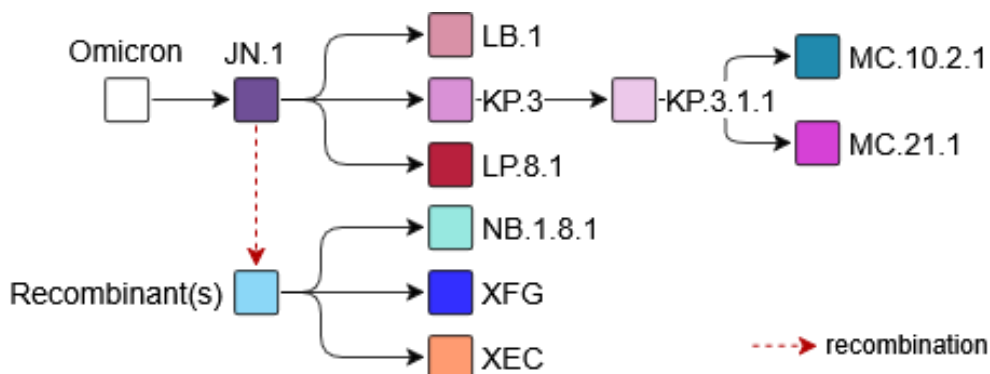 Omicron
JN.1
LB.1
KP.3
KP.3.1.1
MC.10.2.1
MC.21.1
LP.8.1
NB.1.8.1
Recombinant(s)
XFG
XEC
recombination